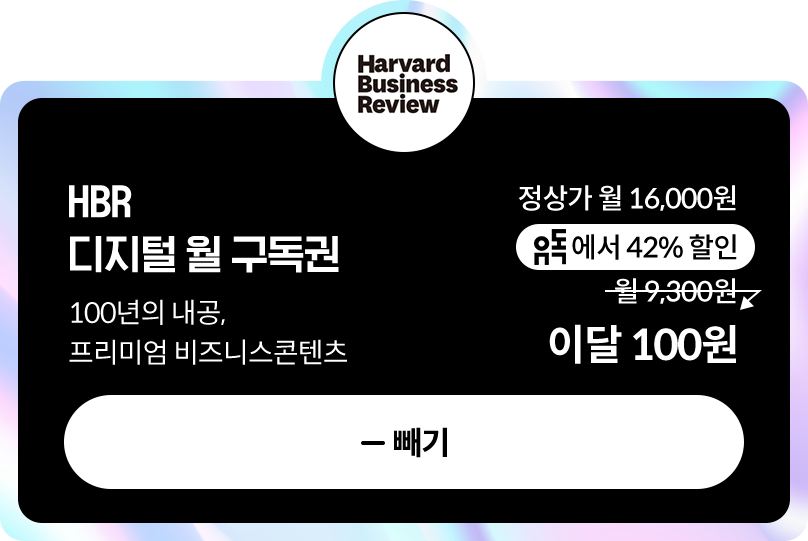 Harvard
Business
Review
HBR
디지털 월 구독권
100년의 내공,
프리미엄 비즈니스콘텐츠
정상가 월 16,000원
유독에서 42% 할인
월 9,300원
이달 100원
— 빼기